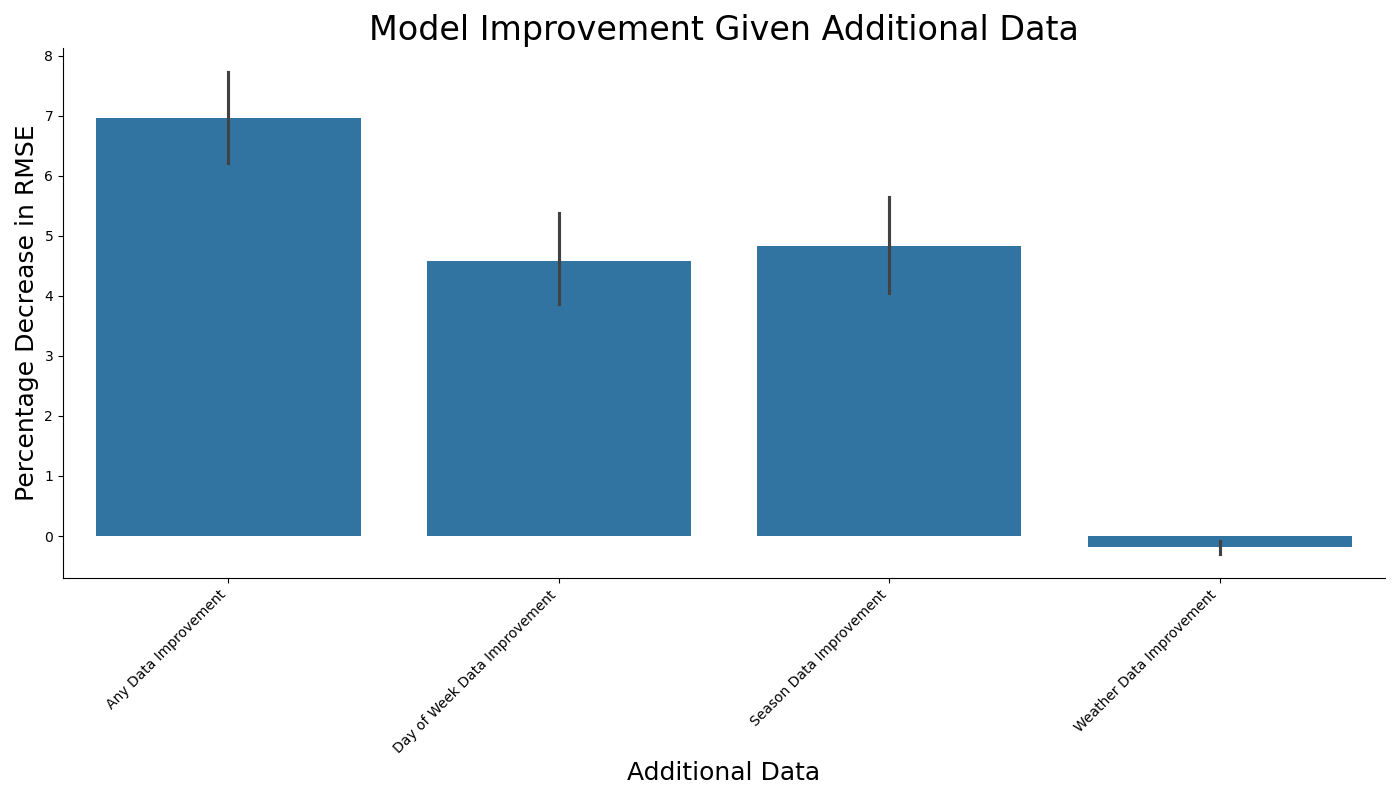 Model Improvement Given Additional Data
Percentage Decrease in RMSE
8
7
6
5
4
3
2
1
0
Any Data Improvement
Day of Week Data Improvement
Season Data Improvement
Weather Data Improvement
Additional Data